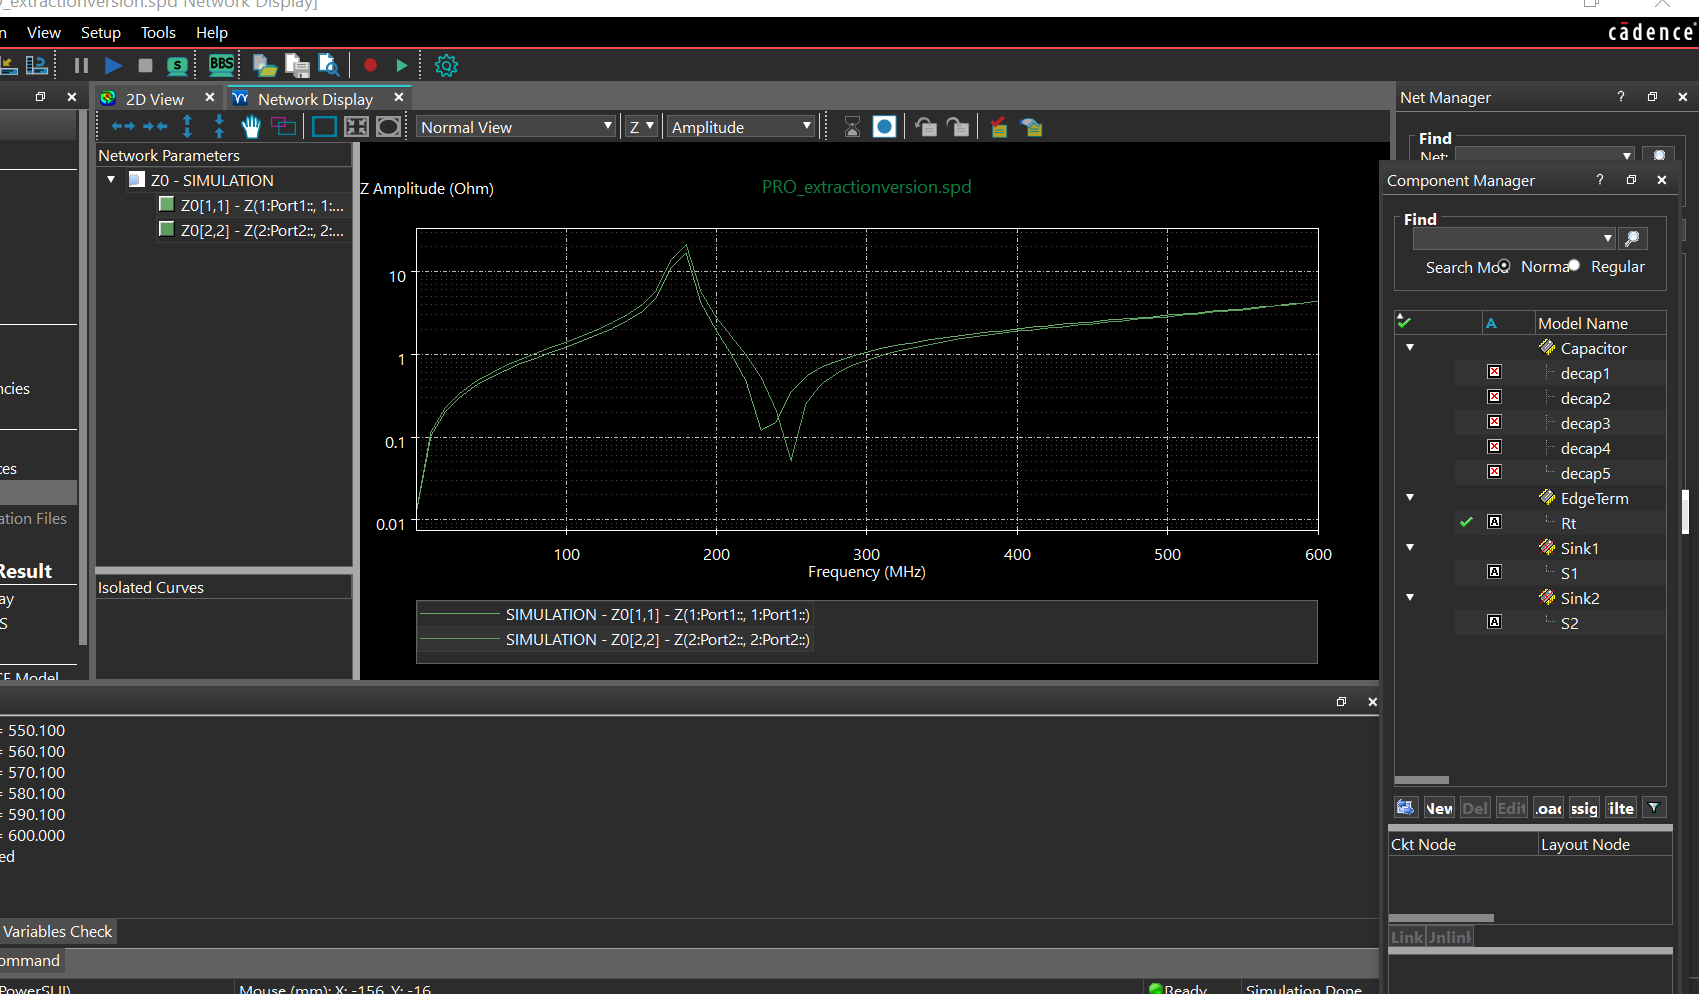 O_extractionversion.spd Network Display]
n View Setup Tools Help
cādence
S BBS
2D View Network Display
Net Manager ?
Normal View Z Amplitude
Find
Net:
Network Parameters
Z0 - SIMULATION
Z0[1,1] - Z(1:Port1::, 1:...
Z0[2,2] - Z(2:Port2::, 2:...
Z Amplitude (Ohm)
PRO_extractionversion.spd
10
1
0.1
0.01
100 200 300 400 500 600
Frequency (MHz)
SIMULATION - Z0[1,1] - Z(1:Port1::, 1:Port1::)
SIMULATION - Z0[2,2] - Z(2:Port2::, 2:Port2::)
Isolated Curves
Component Manager ?
Find
Search Mo Norma Regular
A Model Name
Capacitor
decap1
decap2
decap3
decap4
decap5
EdgeTerm
A Rt
Sink1
A S1
Sink2
A S2
New Del Edit .oad ssig ilte
Ckt Node Layout Node
Link Jnlink
ncies
ces
ation Files
Result
ay
S
CE Model
= 550.100
= 560.100
= 570.100
= 580.100
= 590.100
= 600.000
ed
Variables Check
ommand
PowerSI(I)
Mouse (mm): X: -156, Y: -16
Ready
Simulation Done